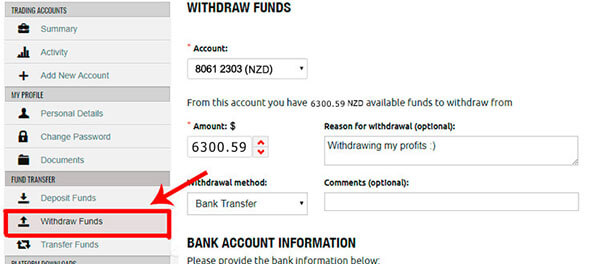 TRADING ACCOUNTS
Summary
Activity
Add New Account
MY PROFILE
Personal Details
Change Password
Documents
FUND TRANSFER
Deposit Funds
Withdraw Funds
Transfer Funds
PLATFORM DOWNLOADS
WITHDRAW FUNDS
* Account:
8061 2303 (NZD)
From this account you have 6300.59 NZD available funds to withdraw from
* Amount: $
6300.59
Reason for withdrawal (optional):
Withdrawing my profits :)
Withdrawal method:
Bank Transfer
Comments (optional):
BANK ACCOUNT INFORMATION
Please provide the bank information below: